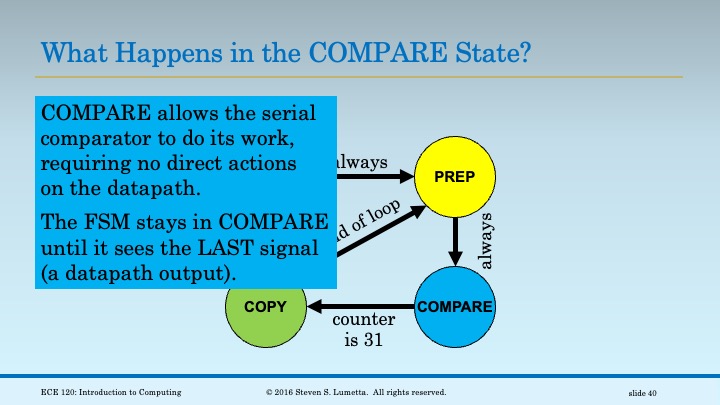 What Happens in the COMPARE State?
COMPARE allows the serial
comparator to do its work,
requiring no direct actions
on the datapath.
The FSM stays in COMPARE
until it sees the LAST signal
(a datapath output).
always
PREP
of loop
always
COPY
COMPARE
counter
is 31
ECE 120: Introduction to Computing
© 2016 Steven S. Lumetta. All rights reserved.
slide 40